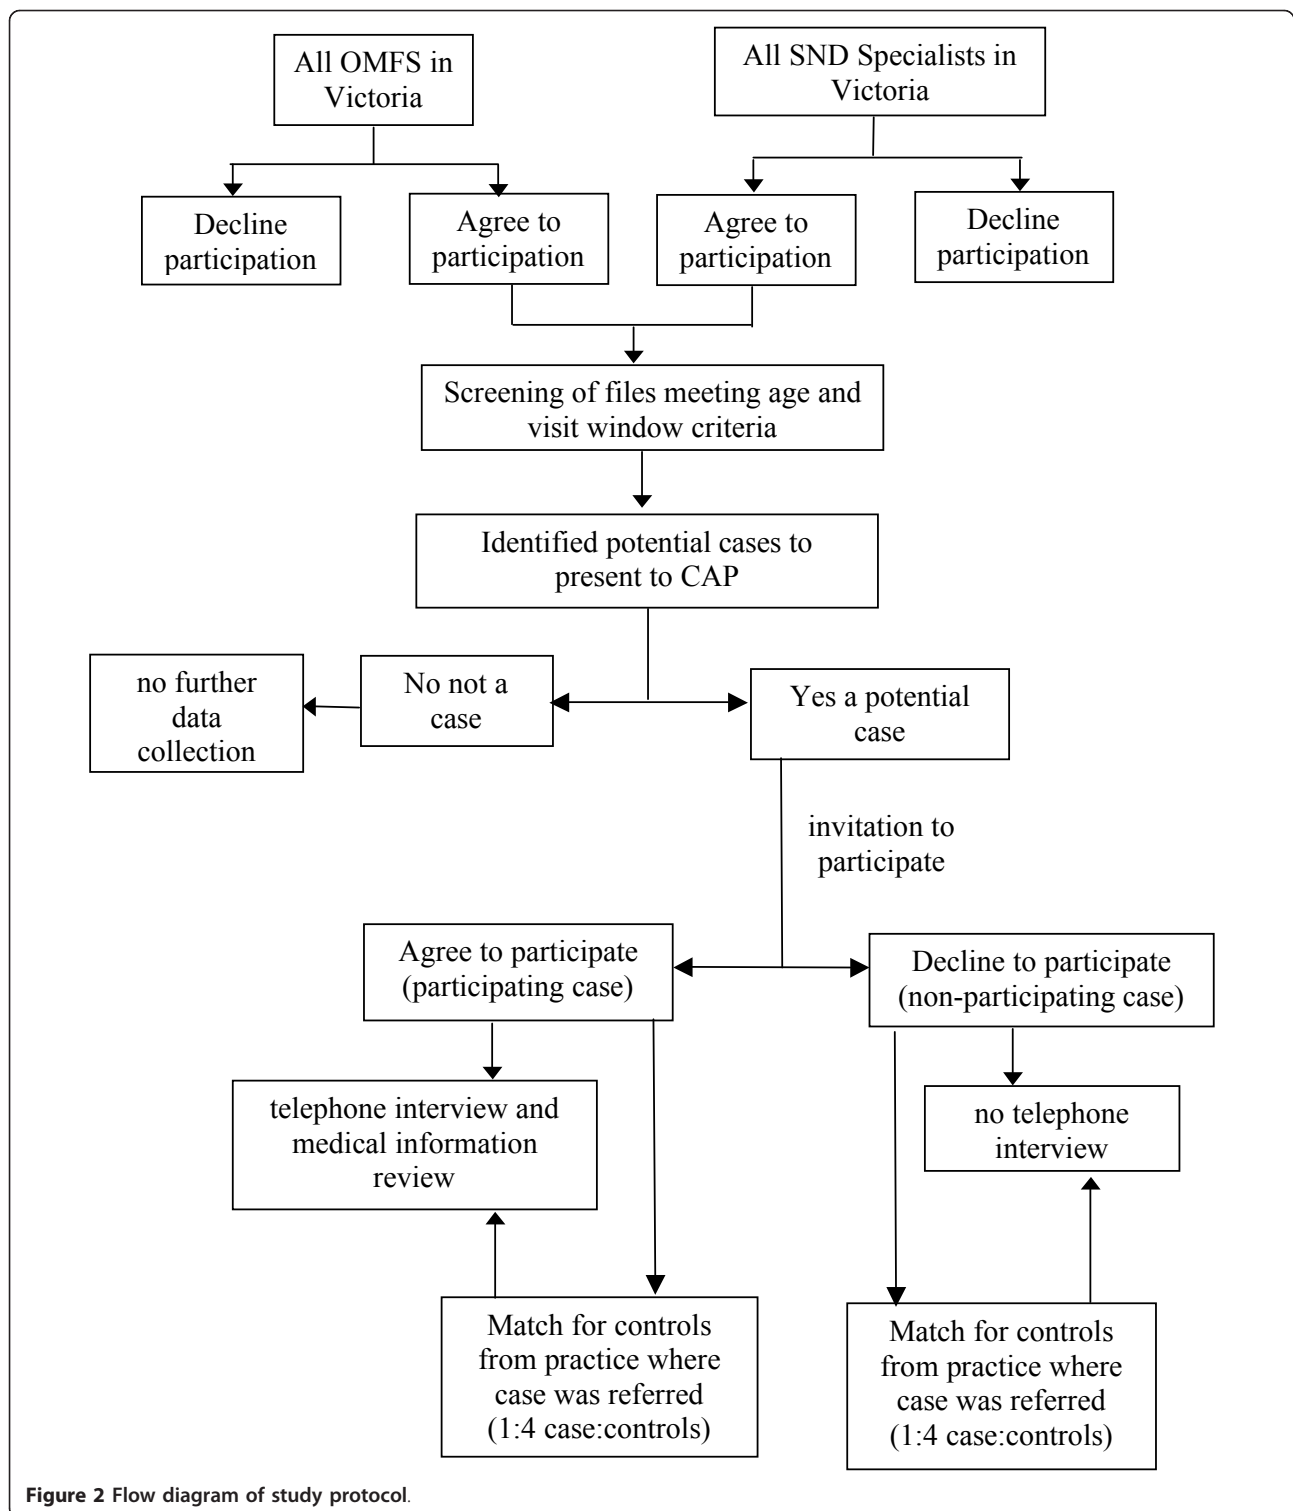 All OMFS in
Victoria
All SND Specialists in
Victoria
Decline
participation
Agree to
participation
Agree to
participation
Decline
participation
Screening of files meeting age and
visit window criteria
Identified potential cases to
present to CAP
no further
data
collection
No not a
case
Yes a potential
case
invitation to
participate
Agree to participate
(participating case)
Decline to participate
(non-participating case)
telephone interview and
medical information
review
no telephone
interview
Match for controls
from practice where
case was referred
(1:4 case:controls)
Match for controls
from practice where
case was referred
(1:4 case:controls)
Figure 2 Flow diagram of study protocol.